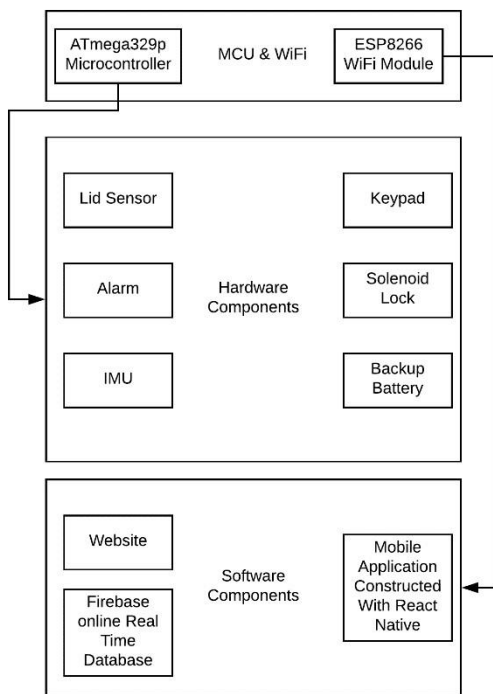 ATmega329p
Microcontroller
MCU & WiFi
ESP8266
WiFi Module
Lid Sensor
Keypad
Alarm
Hardware
Components
Solenoid
Lock
IMU
Backup
Battery
Website
Software
Components
Mobile
Application
Constructed
With React
Native
Firebase
online Real
Time
Database